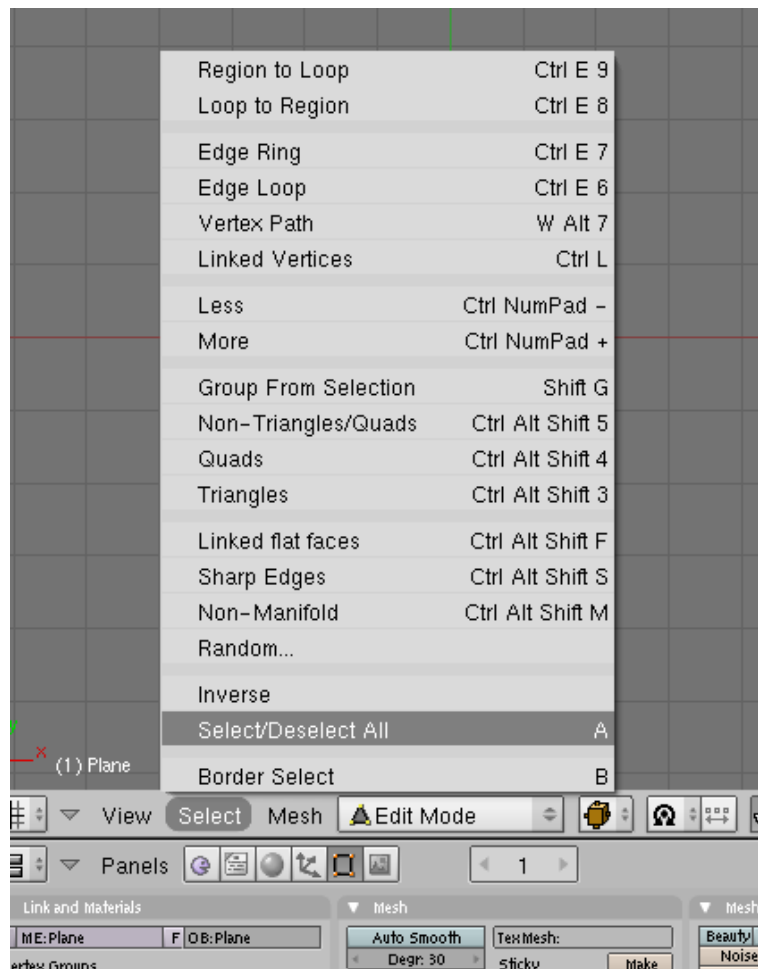 Region to Loop Ctrl E 9
Loop to Region Ctrl E 8
Edge Ring Ctrl E 7
Edge Loop Ctrl E 6
Vertex Path W Alt 7
Linked Vertices Ctrl L
Less Ctrl NumPad -
More Ctrl NumPad +
Group From Selection Shift G
Non-Triangles/Quads Ctrl Alt Shift 5
Quads Ctrl Alt Shift 4
Triangles Ctrl Alt Shift 3
Linked flat faces Ctrl Alt Shift F
Sharp Edges Ctrl Alt Shift S
Non-Manifold Ctrl Alt Shift M
Random...
Inverse
Select/Deselect All A
y
x
(1) Plane
Border Select B
View Select Mesh Edit Mode
Panels 1
Link and Materials Mesh Mesh
ME:Plane F OB:Plane Auto Smooth TexMesh: Beauty
Degr: 30 Sticky Make Noise
Groups